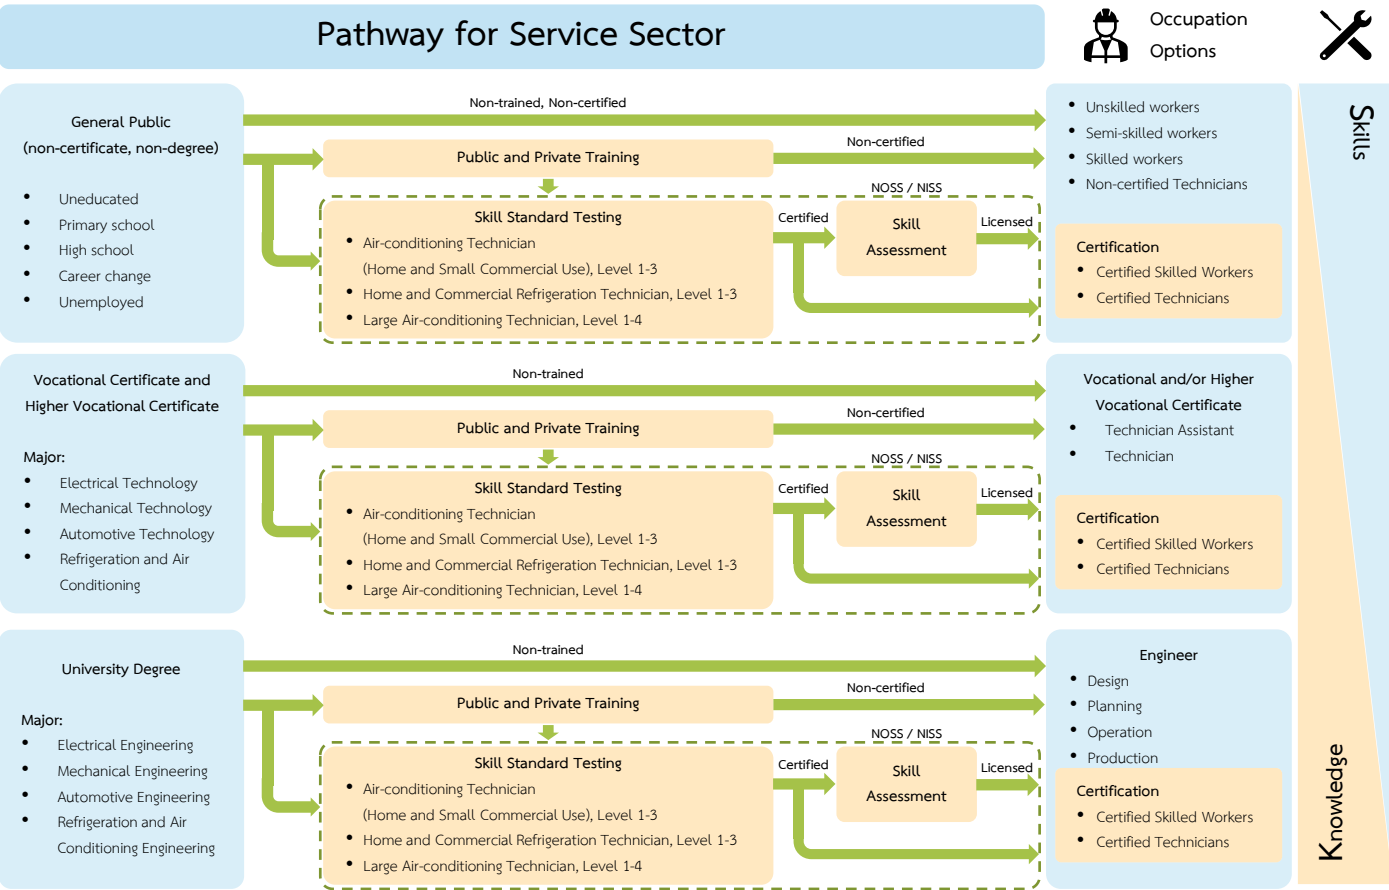 Pathway for Service Sector
Occupation
Options
General Public
(non-certificate, non-degree)
• Uneducated
• Primary school
• High school
• Career change
• Unemployed
Non-trained, Non-certified
Public and Private Training
Non-certified
NOSS / NISS
Skill Standard Testing
• Air-conditioning Technician
(Home and Small Commercial Use), Level 1-3
• Home and Commercial Refrigeration Technician, Level 1-3
• Large Air-conditioning Technician, Level 1-4
Certified
Skill
Assessment
Licensed
• Unskilled workers
• Semi-skilled workers
• Skilled workers
• Non-certified Technicians
Certification
• Certified Skilled Workers
• Certified Technicians
Vocational Certificate and
Higher Vocational Certificate
Major:
• Electrical Technology
• Mechanical Technology
• Automotive Technology
• Refrigeration and Air
Conditioning
Non-trained
Public and Private Training
Non-certified
NOSS / NISS
Skill Standard Testing
• Air-conditioning Technician
(Home and Small Commercial Use), Level 1-3
• Home and Commercial Refrigeration Technician, Level 1-3
• Large Air-conditioning Technician, Level 1-4
Certified
Skill
Assessment
Licensed
Vocational and/or Higher
Vocational Certificate
• Technician Assistant
• Technician
Certification
• Certified Skilled Workers
• Certified Technicians
University Degree
Major:
• Electrical Engineering
• Mechanical Engineering
• Automotive Engineering
• Refrigeration and Air
Conditioning Engineering
Non-trained
Public and Private Training
Non-certified
NOSS / NISS
Skill Standard Testing
• Air-conditioning Technician
(Home and Small Commercial Use), Level 1-3
• Home and Commercial Refrigeration Technician, Level 1-3
• Large Air-conditioning Technician, Level 1-4
Certified
Skill
Assessment
Licensed
Engineer
• Design
• Planning
• Operation
• Production
Certification
• Certified Skilled Workers
• Certified Technicians
Skills
Knowledge